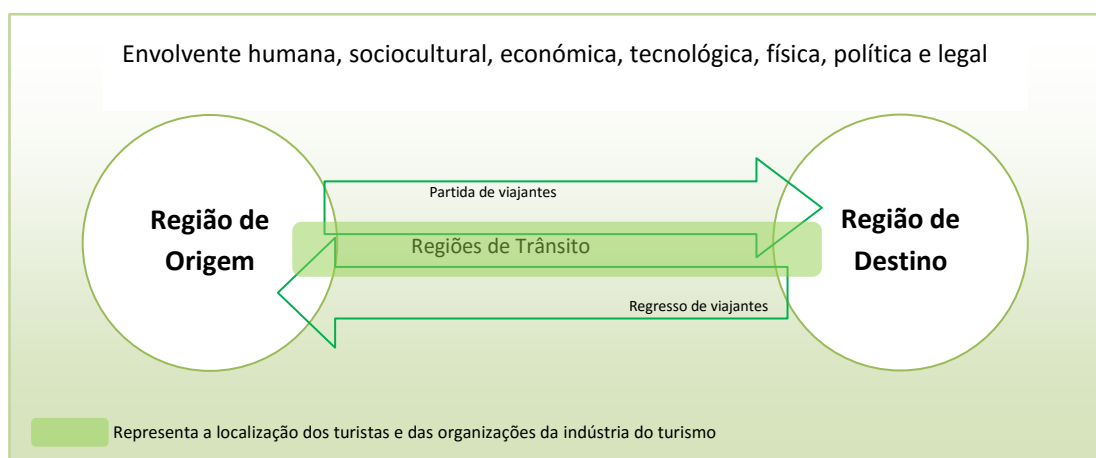 Envolvente humana, sociocultural, económica, tecnológica, física, política e legal
Partida de viajantes
Região de
Origem
Regiões de Trânsito
Região de
Destino
Regresso de viajantes
Representa a localização dos turistas e das organizações da indústria do turismo